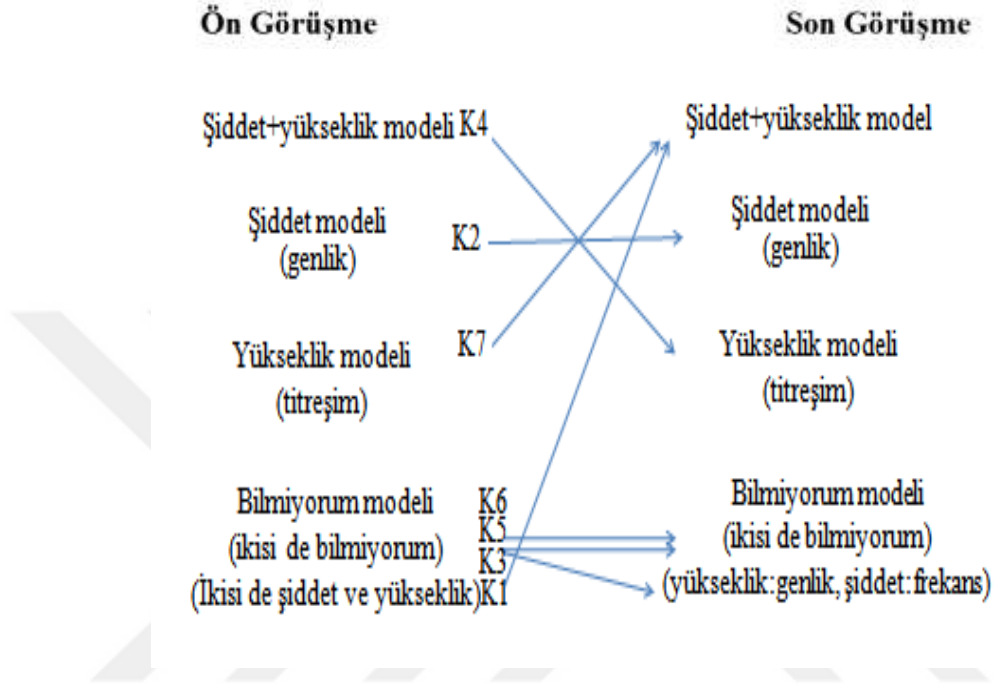 Ön Görüşme
Son Görüşme
Şiddet+yükseklik modeli K4
Şiddet+yükseklik model
Şiddet modeli
(genlik)
K2
Şiddet modeli
(genlik)
Yükseklik modeli
(titreşim)
K7
Yükseklik modeli
(titreşim)
Bilmiyorum modeli K6
(ikisi de bilmiyorum) K5
K3
(İkisi de şiddet ve yükseklik)K1
Bilmiyorum modeli
(ikisi de bilmiyorum)
(yükseklik:genlik, şiddet:frekans)